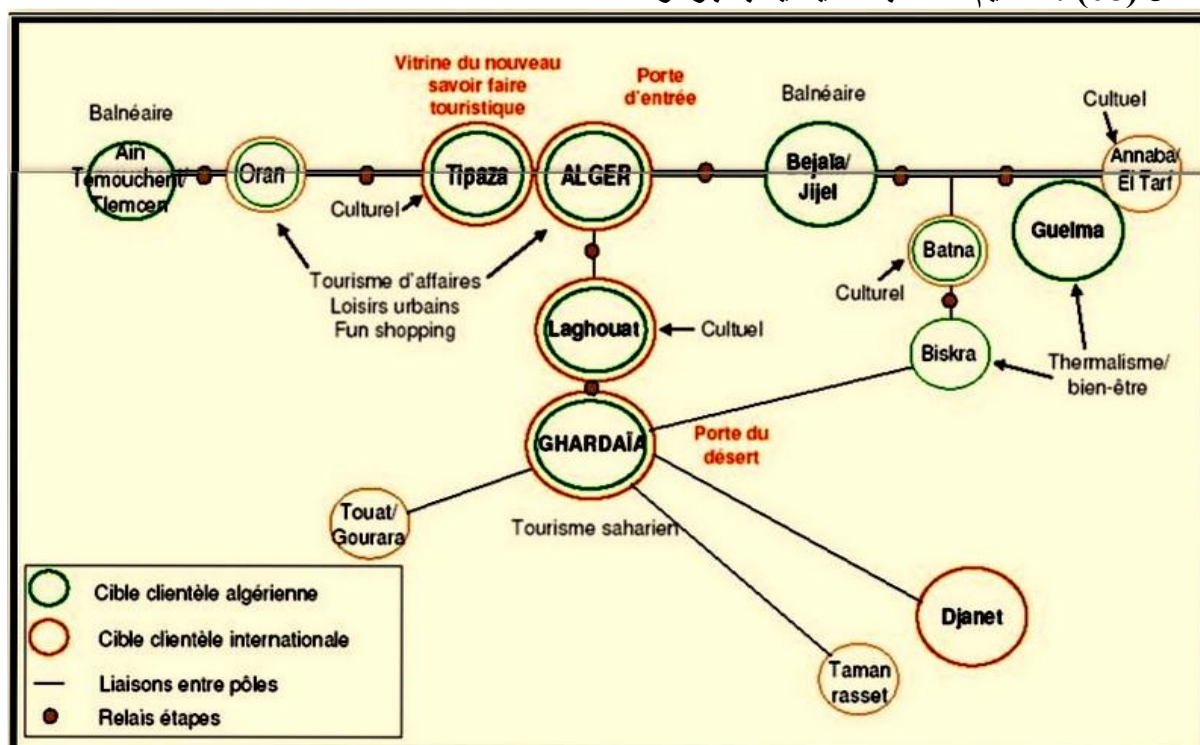 (03)
Vitrine du nouveau
savoir faire
touristique
Porte
d'entrée
Balnéaire
Balnéaire
Cultuel
Ain
Témouchent/
Tlemcen
Oran
Tipaza
ALGER
Bejaïa/
Jijel
Annaba/
El Tarf
Culturel
Guelma
Batna
Tourisme d'affaires
Loisirs urbains
Fun shopping
Culturel
Laghouat
Cultuel
Biskra
Thermalisme/
bien-être
GHARDAÏA
Porte du
désert
Touat/
Gourara
Tourisme saharien
Djanet
Taman
rasset
Cible clientèle algérienne
Cible clientèle internationale
Liaisons entre pôles
Relais étapes